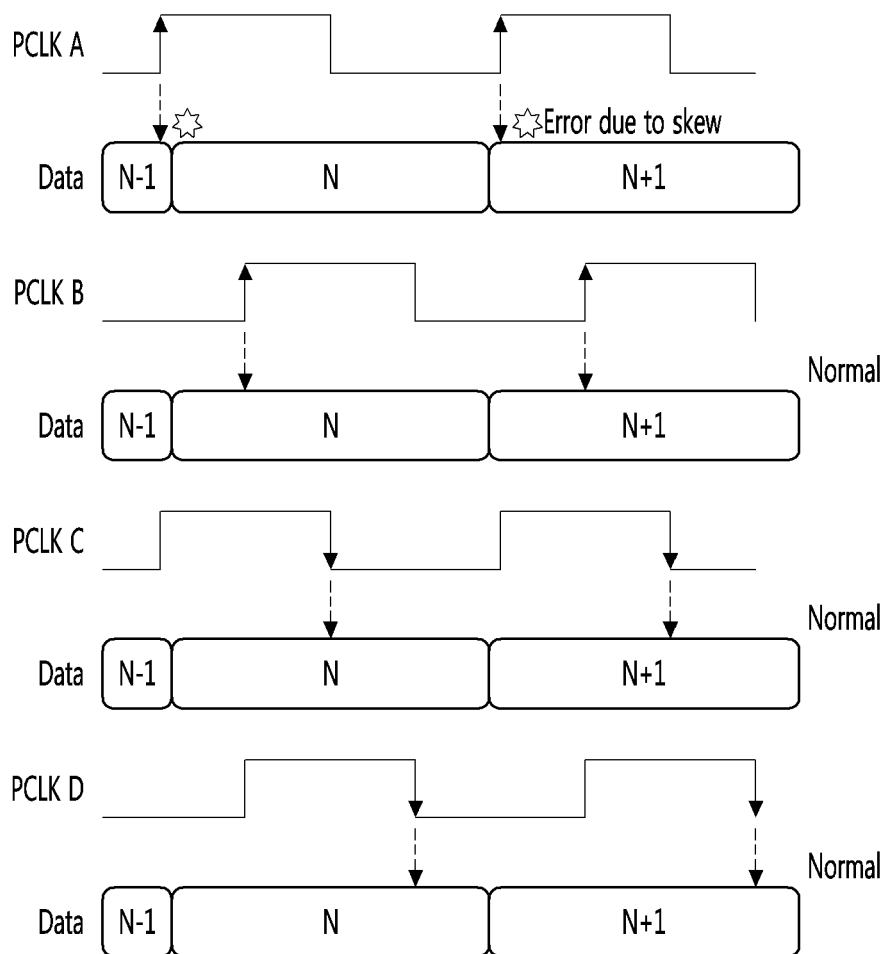 PCLK A
Error due to skew
Data N-1 N N+1
PCLK B
Normal
Data N-1 N N+1
PCLK C
Normal
Data N-1 N N+1
PCLK D
Normal
Data N-1 N N+1